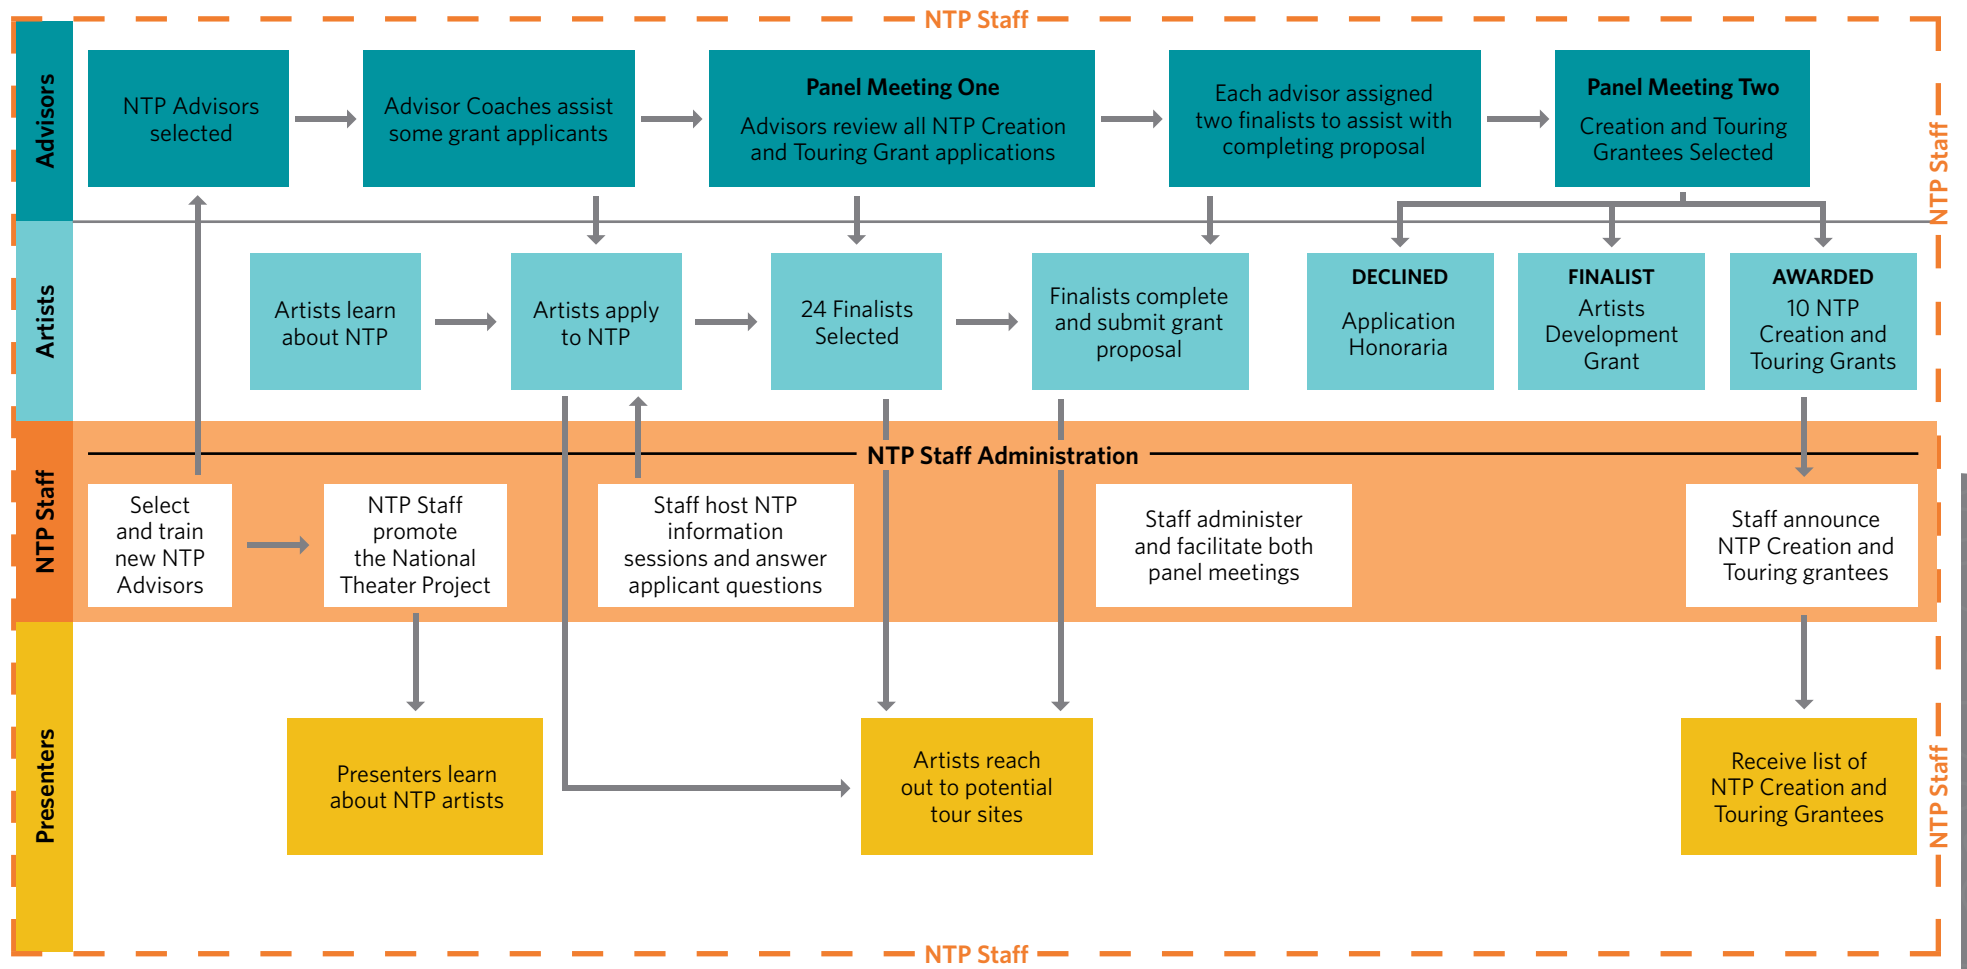 NTP Staff
Advisors
NTP Advisors
selected
Advisor Coaches assist
some grant applicants
Panel Meeting One
Advisors review all NTP Creation
and Touring Grant applications
Each advisor assigned
two finalists to assist with
completing proposal
Panel Meeting Two
Creation and Touring
Grantees Selected
NTP Staff
Artists
Artists learn
about NTP
Artists apply
to NTP
24 Finalists
Selected
Finalists complete
and submit grant
proposal
DECLINED
Application
Honoraria
FINALIST
Artists
Development
Grant
AWARDED
10 NTP
Creation and
Touring Grants
NTP Staff
NTP Staff Administration
Select
and train
new NTP
Advisors
NTP Staff
promote
the National
Theater Project
Staff host NTP
information
sessions and answer
applicant questions
Staff administer
and facilitate both
panel meetings
Staff announce
NTP Creation and
Touring grantees
Presenters
Presenters learn
about NTP artists
Artists reach
out to potential
tour sites
Receive list of
NTP Creation and
Touring Grantees
NTP Staff
NTP Staff